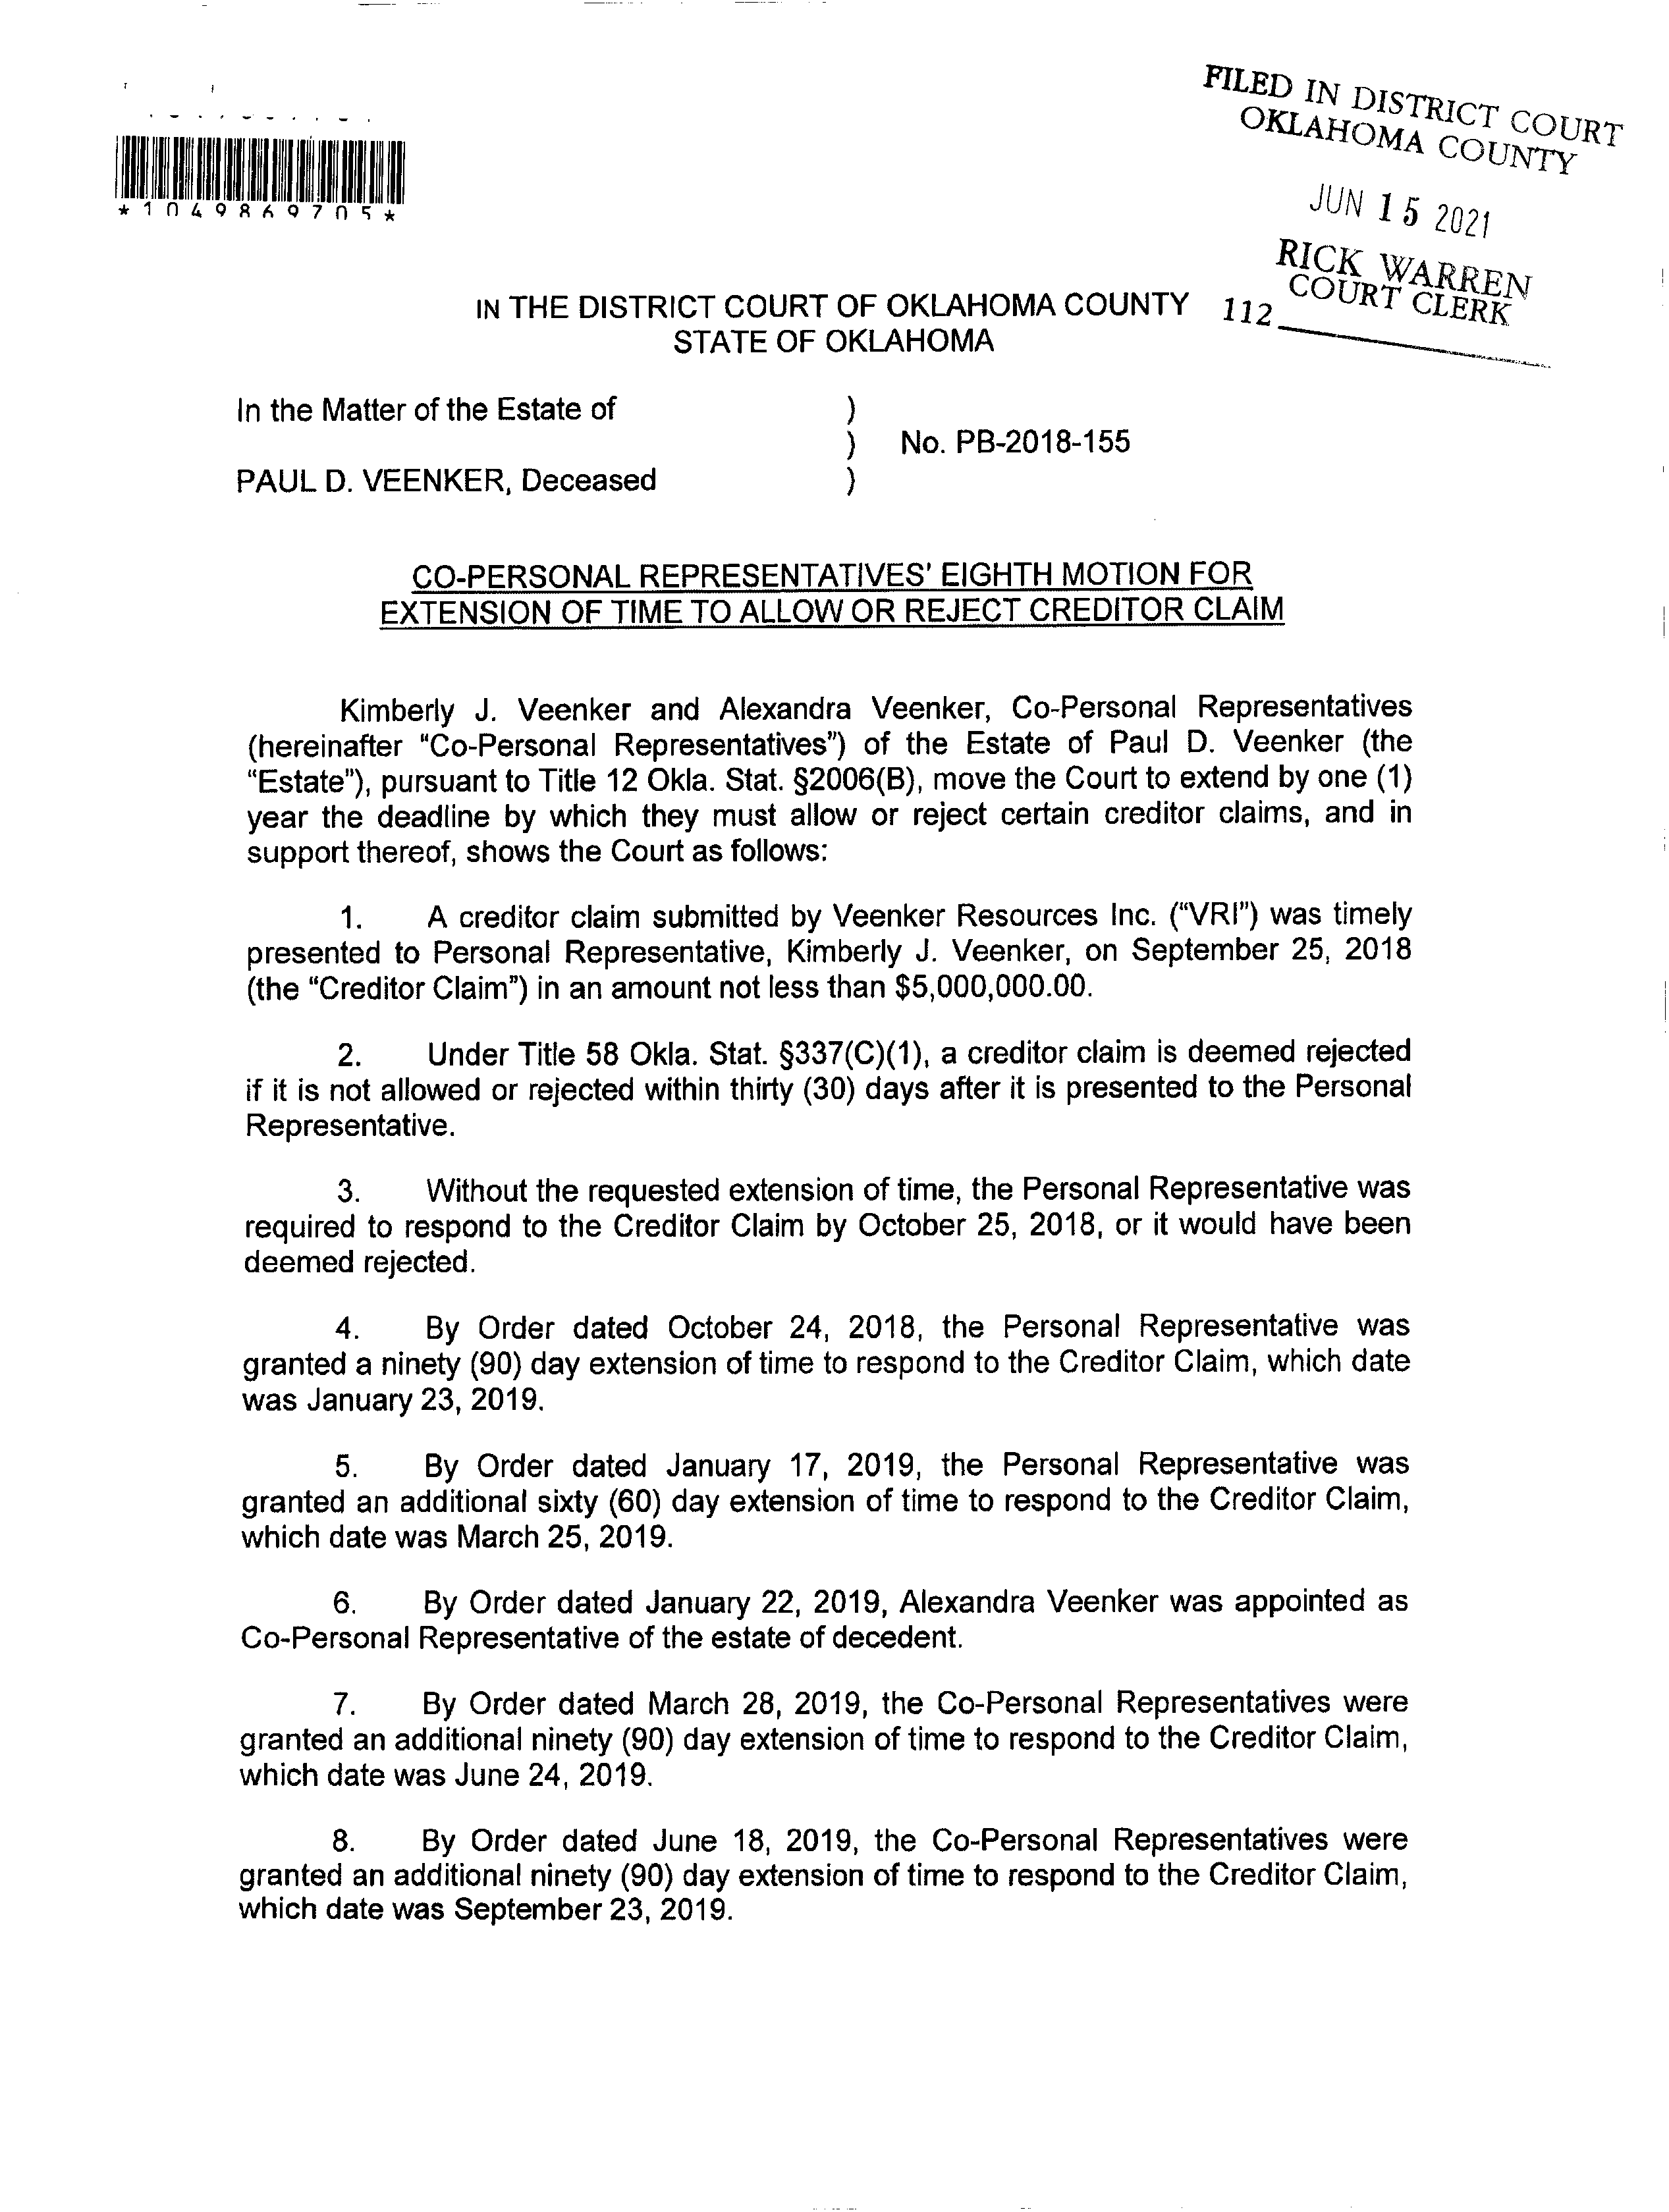 FILED IN DISTRICT COURT
OKLAHOMA COUNTY
JUN 15 2021
RICK WARREN
COURT CLERK
112
*1049869705*
IN THE DISTRICT COURT OF OKLAHOMA COUNTY
STATE OF OKLAHOMA
In the Matter of the Estate of )
) No. PB-2018-155
PAUL D. VEENKER, Deceased )
CO-PERSONAL REPRESENTATIVES' EIGHTH MOTION FOR
EXTENSION OF TIME TO ALLOW OR REJECT CREDITOR CLAIM
Kimberly J. Veenker and Alexandra Veenker, Co-Personal Representatives
(hereinafter "Co-Personal Representatives") of the Estate of Paul D. Veenker (the
"Estate"), pursuant to Title 12 Okla. Stat. §2006(B), move the Court to extend by one (1)
year the deadline by which they must allow or reject certain creditor claims, and in
support thereof, shows the Court as follows:
1. A creditor claim submitted by Veenker Resources Inc. ("VRI") was timely
presented to Personal Representative, Kimberly J. Veenker, on September 25, 2018
(the "Creditor Claim") in an amount not less than $5,000,000.00.
2. Under Title 58 Okla. Stat. §337(C)(1), a creditor claim is deemed rejected
if it is not allowed or rejected within thirty (30) days after it is presented to the Personal
Representative.
3. Without the requested extension of time, the Personal Representative was
required to respond to the Creditor Claim by October 25, 2018, or it would have been
deemed rejected.
4. By Order dated October 24, 2018, the Personal Representative was
granted a ninety (90) day extension of time to respond to the Creditor Claim, which date
was January 23, 2019.
5. By Order dated January 17, 2019, the Personal Representative was
granted an additional sixty (60) day extension of time to respond to the Creditor Claim,
which date was March 25, 2019.
6. By Order dated January 22, 2019, Alexandra Veenker was appointed as
Co-Personal Representative of the estate of decedent.
7. By Order dated March 28, 2019, the Co-Personal Representatives were
granted an additional ninety (90) day extension of time to respond to the Creditor Claim,
which date was June 24, 2019.
8. By Order dated June 18, 2019, the Co-Personal Representatives were
granted an additional ninety (90) day extension of time to respond to the Creditor Claim,
which date was September 23, 2019.